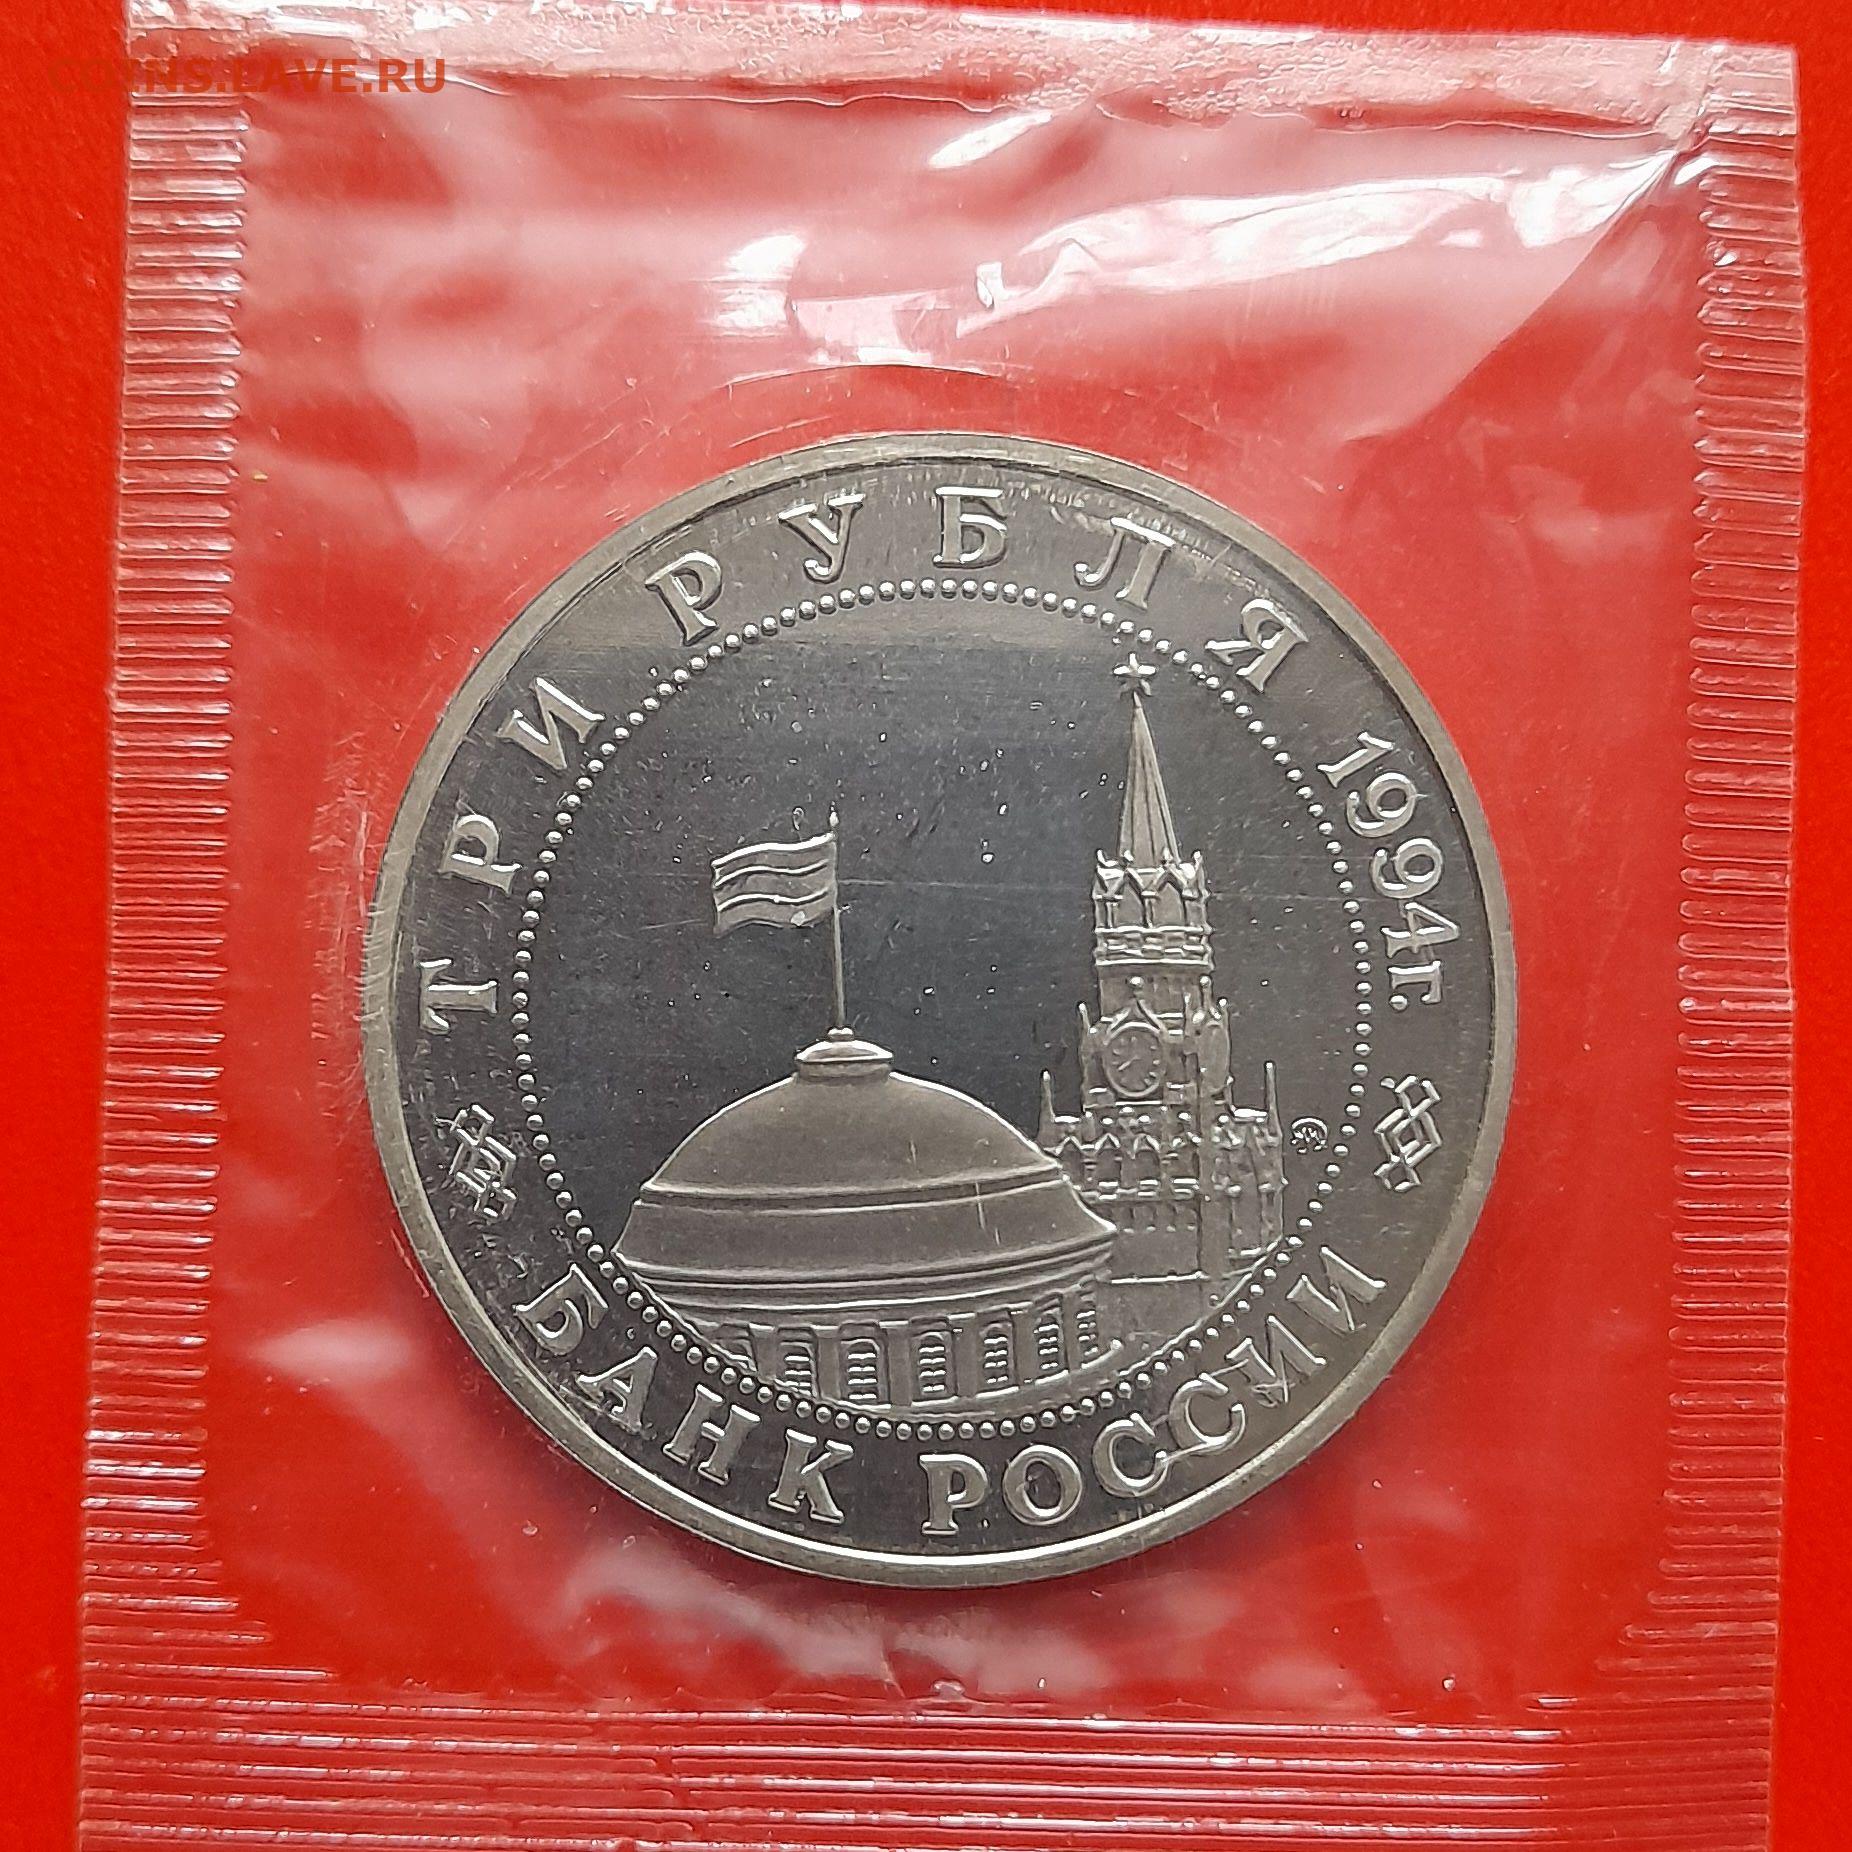 COINS.LAVE.RU
ТРИ РУБЛЯ 1994г.
БАНК РОССИИ